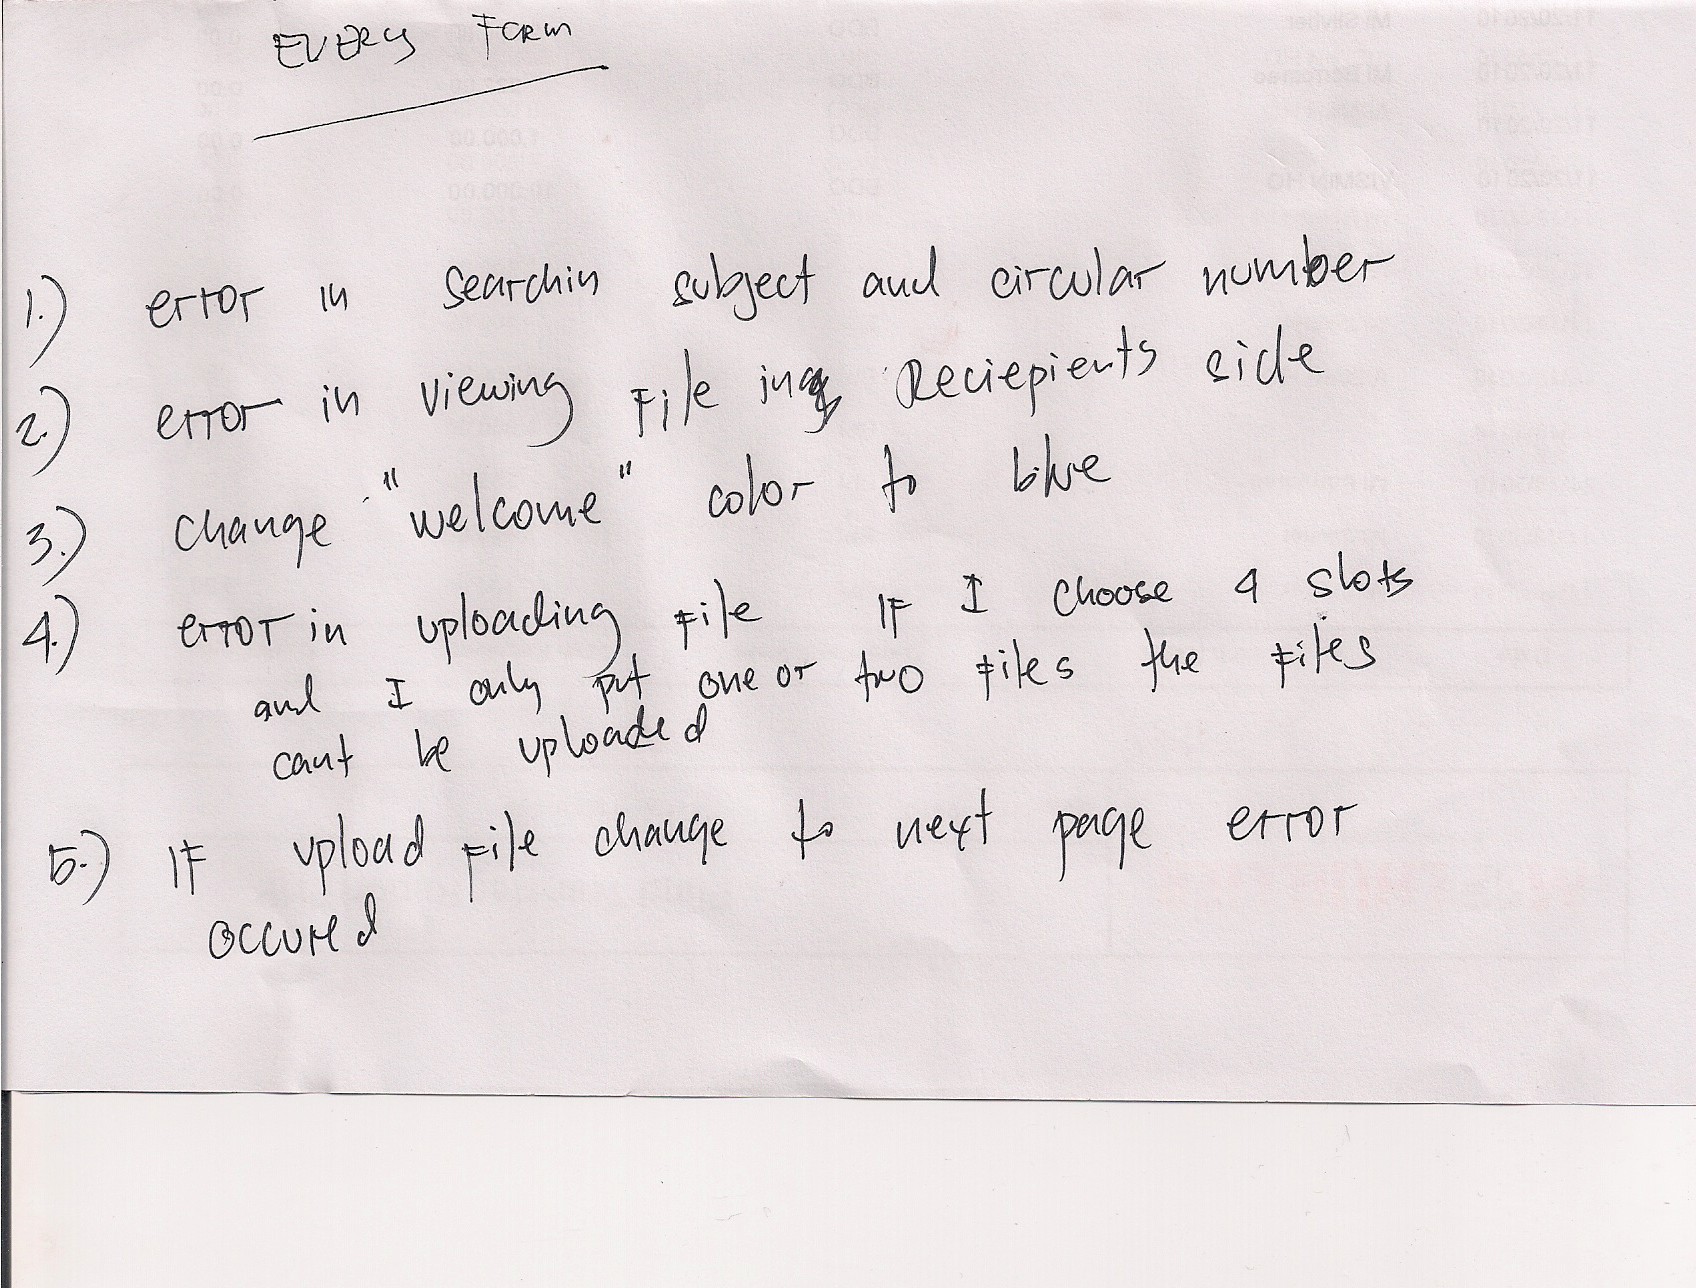 EVERY FORM
1.) error in searchin subject and circular number
2.) error in viewing File in Reciepients side
3.) change "welcome" color to blue
4.) error in uploading file IF I choose 4 slots
and I only put one or two files the files
cant be uploaded
5.) IF upload file change to next page error
occured